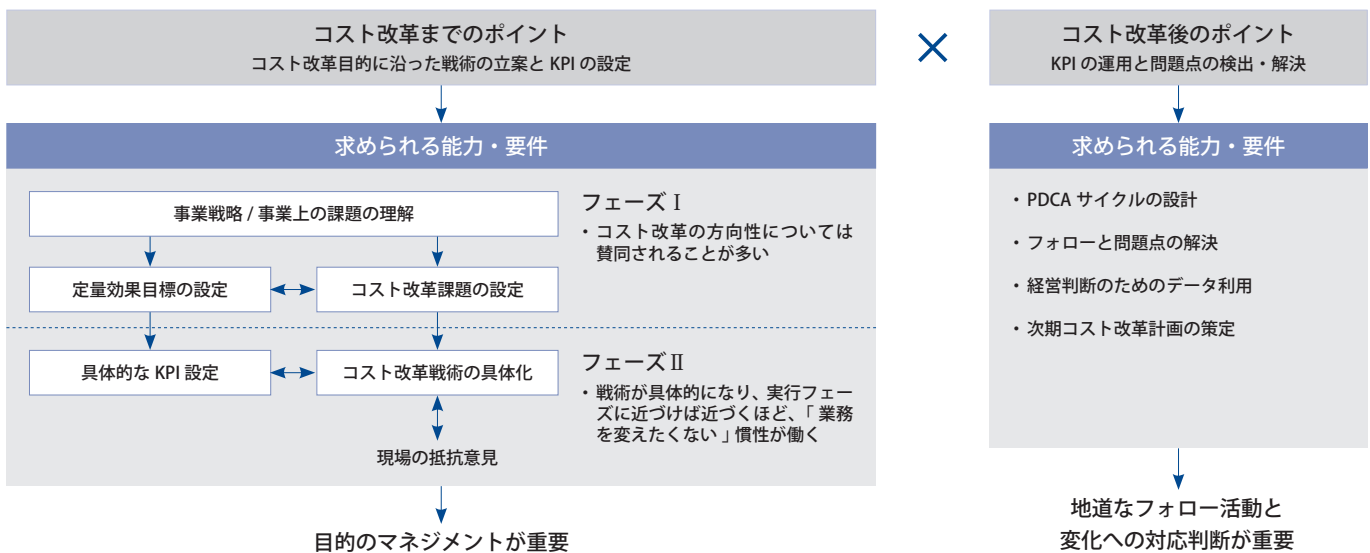 コスト改革までのポイント
コスト改革目的に沿った戦術の立案と KPI の設定
求められる能力・要件
事業戦略 / 事業上の課題の理解
定量効果目標の設定
コスト改革課題の設定
フェーズ I
・コスト改革の方向性については
賛同されることが多い
具体的な KPI 設定
コスト改革戦術の具体化
現場の抵抗意見
フェーズ II
・戦術が具体的になり、実行フェー
ズに近づけば近づくほど、「 業務
を変えたくない 」慣性が働く
目的のマネジメントが重要
×
コスト改革後のポイント
KPI の運用と問題点の検出・解決
求められる能力・要件
・PDCA サイクルの設計
・フォローと問題点の解決
・経営判断のためのデータ利用
・次期コスト改革計画の策定
地道なフォロー活動と
変化への対応判断が重要